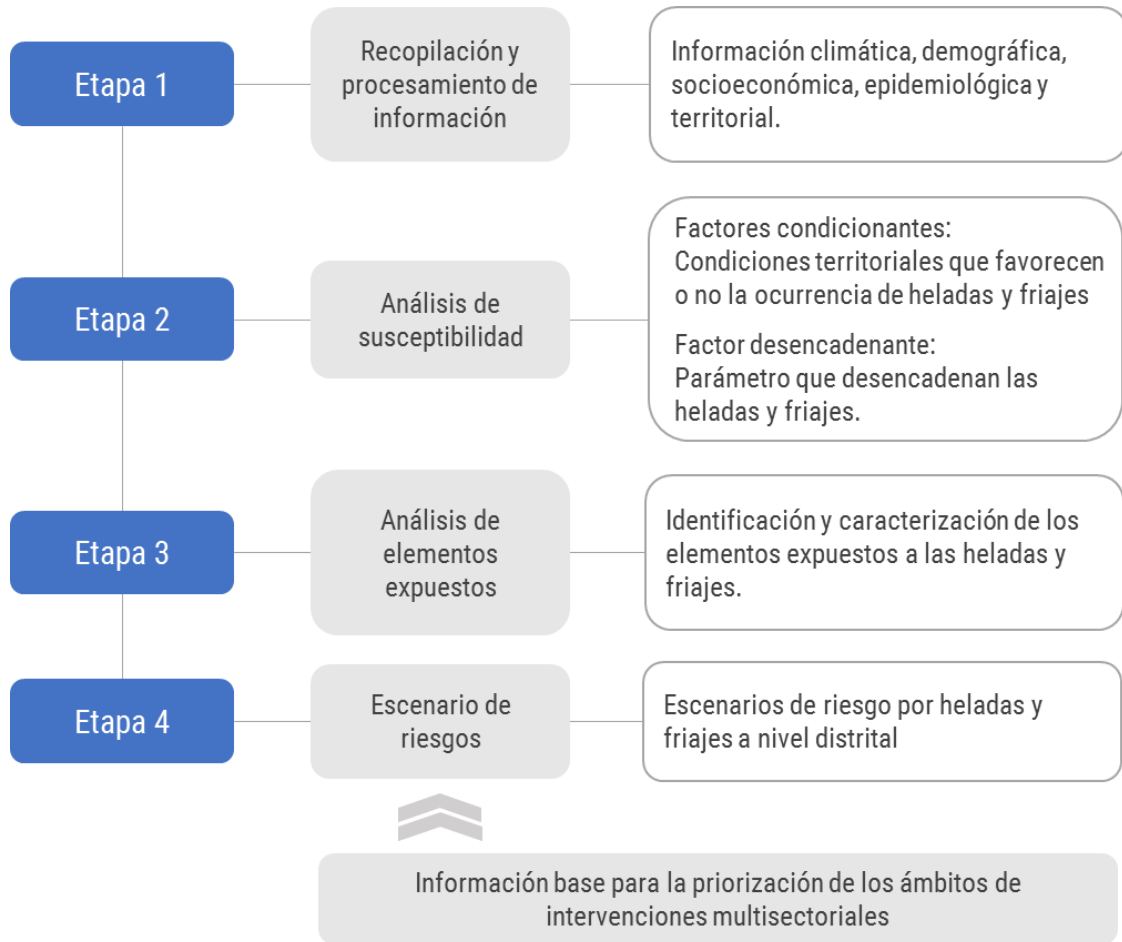 Etapa 1
Recopilación y
procesamiento de
información
Información climática, demográfica,
socioeconómica, epidemiológica y
territorial.
Etapa 2
Análisis de
susceptibilidad
Factores condicionantes:
Condiciones territoriales que favorecen
o no la ocurrencia de heladas y friajes
Factor desencadenante:
Parámetro que desencadenan las
heladas y friajes.
Etapa 3
Análisis de
elementos
expuestos
Identificación y caracterización de los
elementos expuestos a las heladas y
friajes.
Etapa 4
Escenario de
riesgos
Escenarios de riesgo por heladas y
friajes a nivel distrital
Información base para la priorización de los ámbitos de
intervenciones multisectoriales